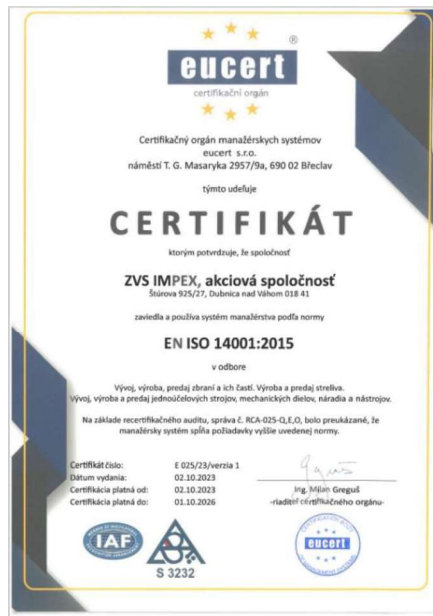 ®
eucert
certifikační orgán
Certifikačný orgán manažérskych systémov
eucert s.r.o.
náměstí T. G. Masaryka 2957/9a, 690 02 Břeclav
týmto udeľuje
CERTIFIKÁT
ktorým potvrdzuje, že spoločnosť
ZVS IMPEX, akciová spoločnosť
Štúrova 925/27, Dubnica nad Váhom 018 41
zaviedla a používa systém manažérstva podľa normy
EN ISO 14001:2015
v odbore
Vývoj, výroba, predaj zbraní a ich častí. Výroba a predaj streliva.
Vývoj, výroba a predaj jednoúčelových strojov, mechanických dielov, náradia a nástrojov.
Na základe recertifikačného auditu, správa č. RCA-025-Q,E,O, bolo preukázané, že
manažérsky systém spĺňa požiadavky vyššie uvedenej normy.
Certifikát číslo: E 025/23/verzia 1
Dátum vydania: 02.10.2023
Certifikácia platná od: 02.10.2023
Certifikácia platná do: 01.10.2026
Ing. Milan Greguš
-riaditeľ certifikačného orgánu-
IAF
S 3232
eucert